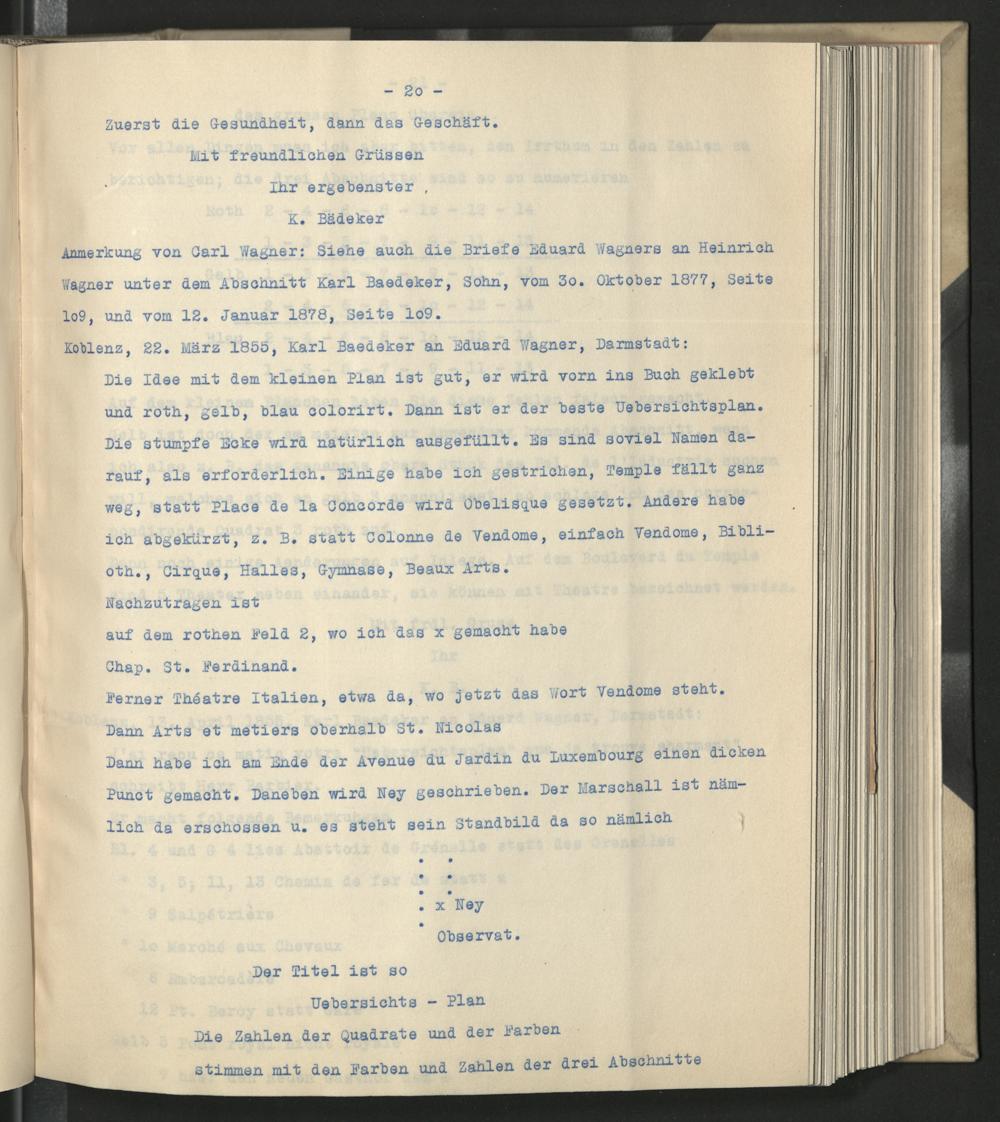 - 2o -
Zuerst die Gesundheit, dann das Geschäft.
Mit freundlichen Grüssen
Ihr ergebenster
K. Bädeker
Anmerkung von Carl Wagner: Siehe auch die Briefe Eduard Wagners an Heinrich
Wagner unter dem Abschnitt Karl Baedeker, Sohn, vom 3o. Oktober 1877, Seite
1o9, und vom 12. Januar 1878, Seite 1o9.
Koblenz, 22. März 1855, Karl Baedeker an Eduard Wagner, Darmstadt:
Die Idee mit dem kleinen Plan ist gut, er wird vorn ins Buch geklebt
und roth, gelb, blau colorirt. Dann ist er der beste Uebersichtsplan.
Die stumpfe Ecke wird natürlich ausgefüllt. Es sind soviel Namen da-
rauf, als erforderlich. Einige habe ich gestrichen, Temple fällt ganz
weg, statt Place de la Concorde wird Obelisque gesetzt. Andere habe
ich abgekürzt, z. B. statt Colonne de Vendome, einfach Vendome, Bibli-
oth., Cirque, Halles, Gymnase, Beaux Arts.
Nachzutragen ist
auf dem rothen Feld 2, wo ich das x gemacht habe
Chap. St. Ferdinand.
Ferner Théatre Italien, etwa da, wo jetzt das Wort Vendome steht.
Dann Arts et metiers oberhalb St. Nicolas
Dann habe ich am Ende der Avenue du Jardin du Luxembourg einen dicken
Punct gemacht. Daneben wird Ney geschrieben. Der Marschall ist näm-
lich da erschossen u. es steht sein Standbild da so nämlich
x Ney
Observat.
Der Titel ist so
Uebersichts - Plan
Die Zahlen der Quadrate und der Farben
stimmen mit den Farben und Zahlen der drei Abschnitte